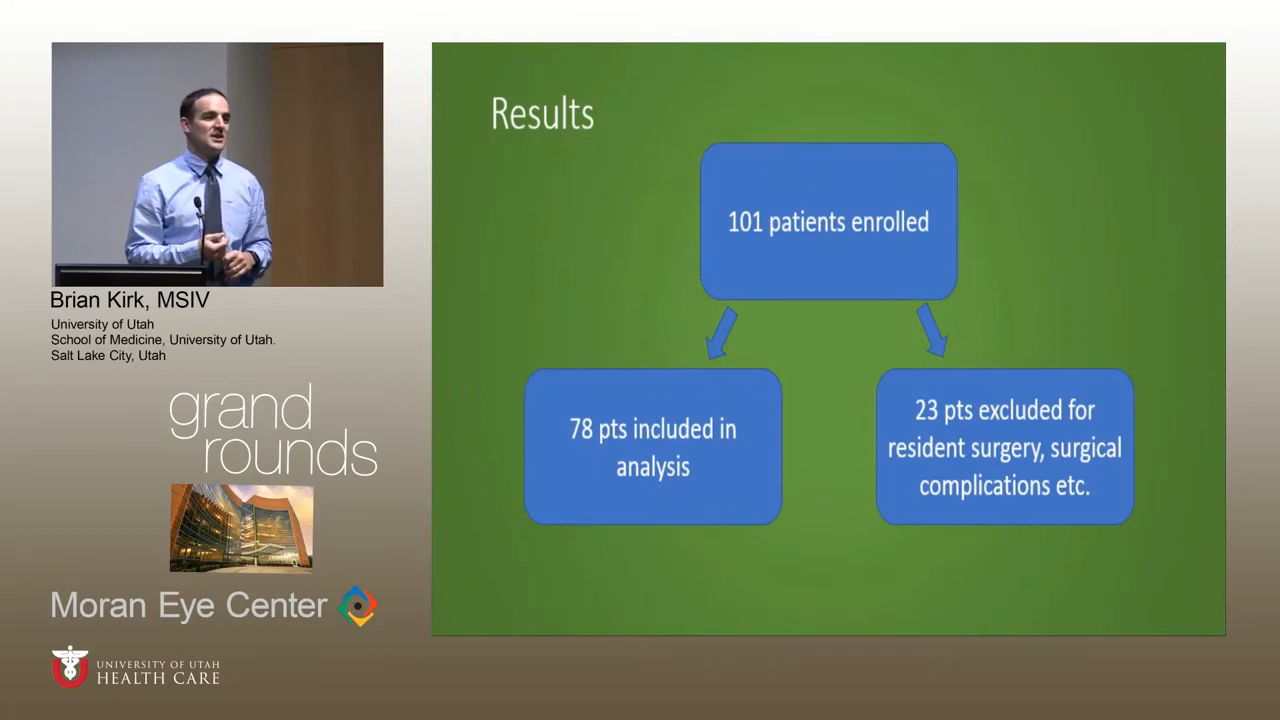 Brian Kirk, MSIV
University of Utah
School of Medicine, University of Utah.
Salt Lake City, Utah
grand
rounds
Moran Eye Center
UNIVERSITY OF UTAH
HEALTH CARE
Results
101 patients enrolled
78 pts included in
analysis
23 pts excluded for
resident surgery, surgical
complications etc.